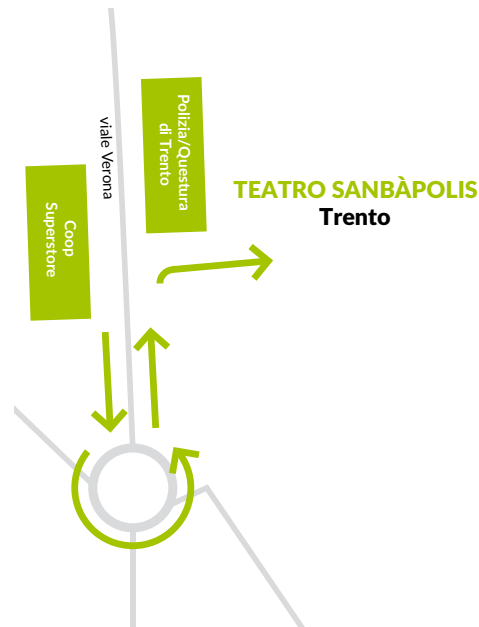 Polizia/Questura
di Trento
viale Verona
Coop
Superstore
TEATRO SANBÀPOLIS
Trento